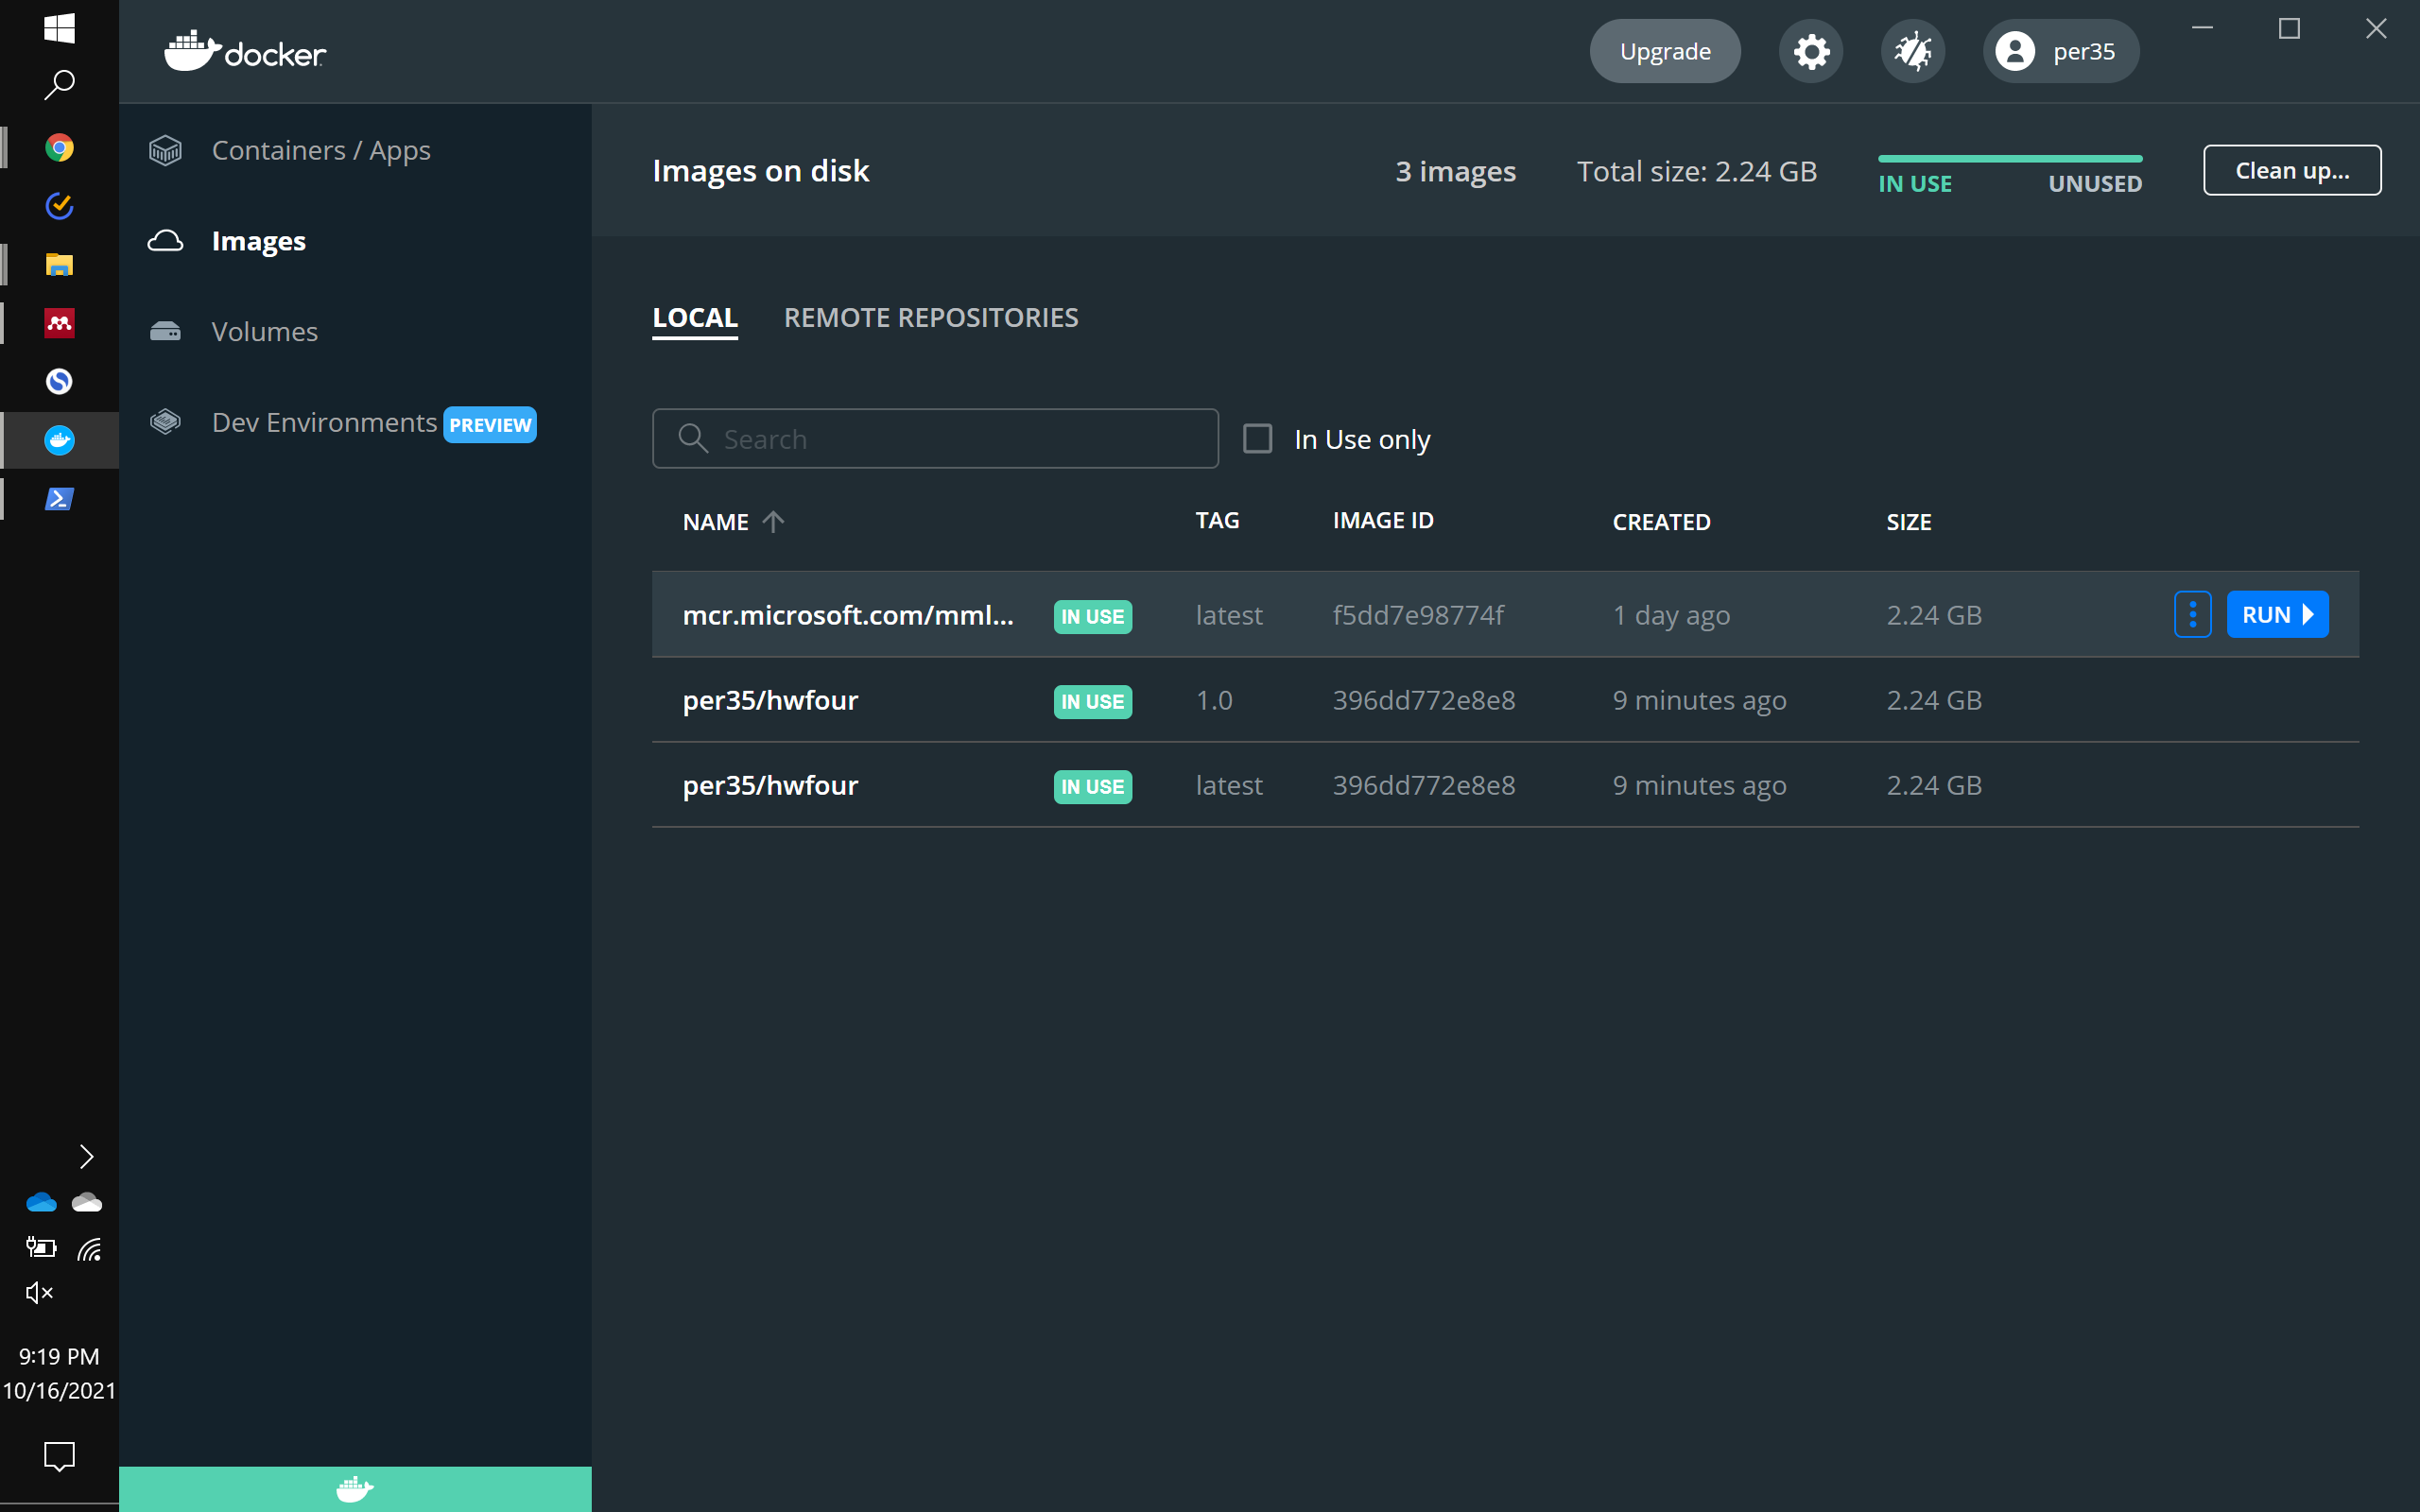 docker
Upgrade
per35
Containers / Apps
Images
Volumes
Dev Environments PREVIEW
Images on disk
3 images
Total size: 2.24 GB
IN USE UNUSED
Clean up...
LOCAL REMOTE REPOSITORIES
Search
In Use only
NAME TAG IMAGE ID CREATED SIZE
mcr.microsoft.com/mml... IN USE latest f5dd7e98774f 1 day ago 2.24 GB RUN
per35/hwfour IN USE 1.0 396dd772e8e8 9 minutes ago 2.24 GB
per35/hwfour IN USE latest 396dd772e8e8 9 minutes ago 2.24 GB
9:19 PM
10/16/2021